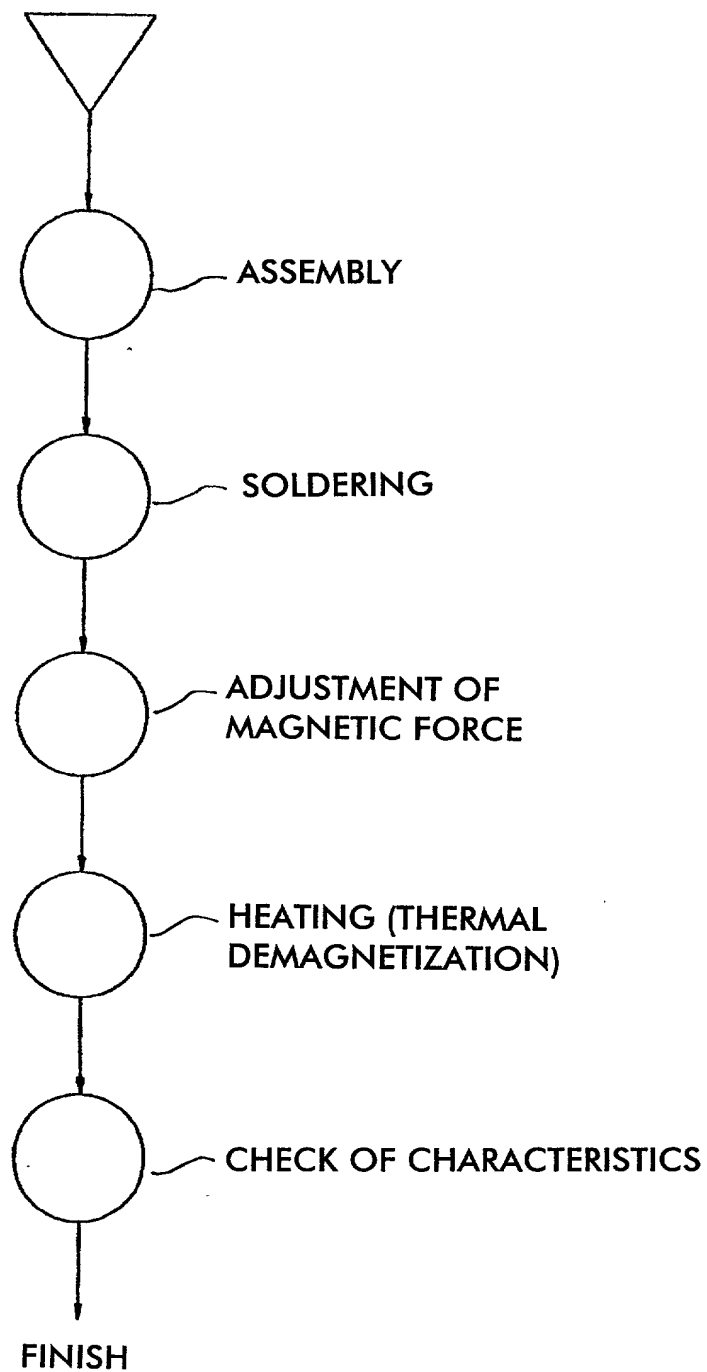 ASSEMBLY
SOLDERING
ADJUSTMENT OF
MAGNETIC FORCE
HEATING (THERMAL
DEMAGNETIZATION)
CHECK OF CHARACTERISTICS
FINISH